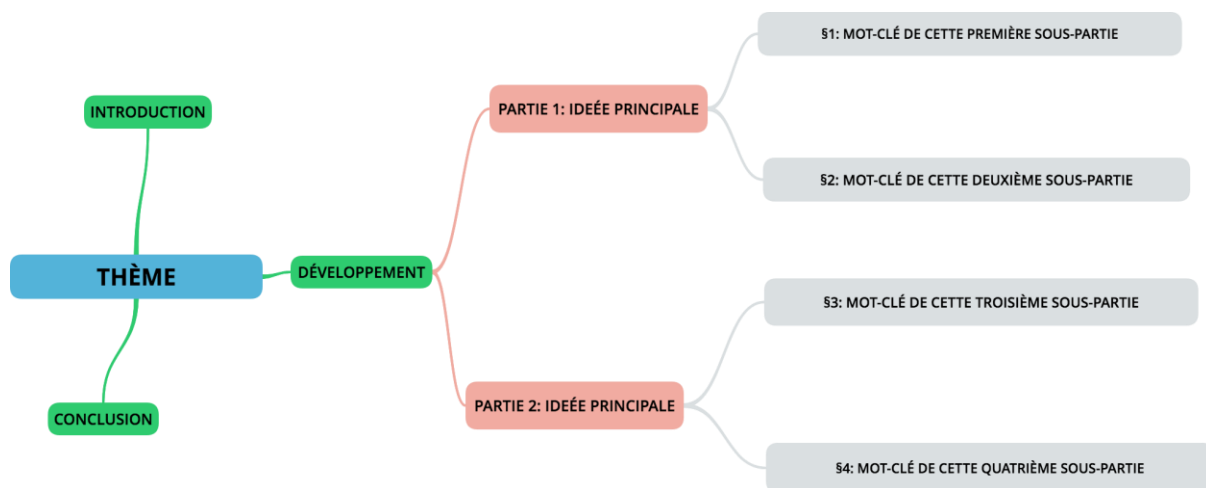 THÈME
INTRODUCTION
DÉVELOPPEMENT
PARTIE 1: IDEÉE PRINCIPALE
§1: MOT-CLÉ DE CETTE PREMIÈRE SOUS-PARTIE
§2: MOT-CLÉ DE CETTE DEUXIÈME SOUS-PARTIE
PARTIE 2: IDEÉE PRINCIPALE
§3: MOT-CLÉ DE CETTE TROISIÈME SOUS-PARTIE
§4: MOT-CLÉ DE CETTE QUATRIÈME SOUS-PARTIE
CONCLUSION